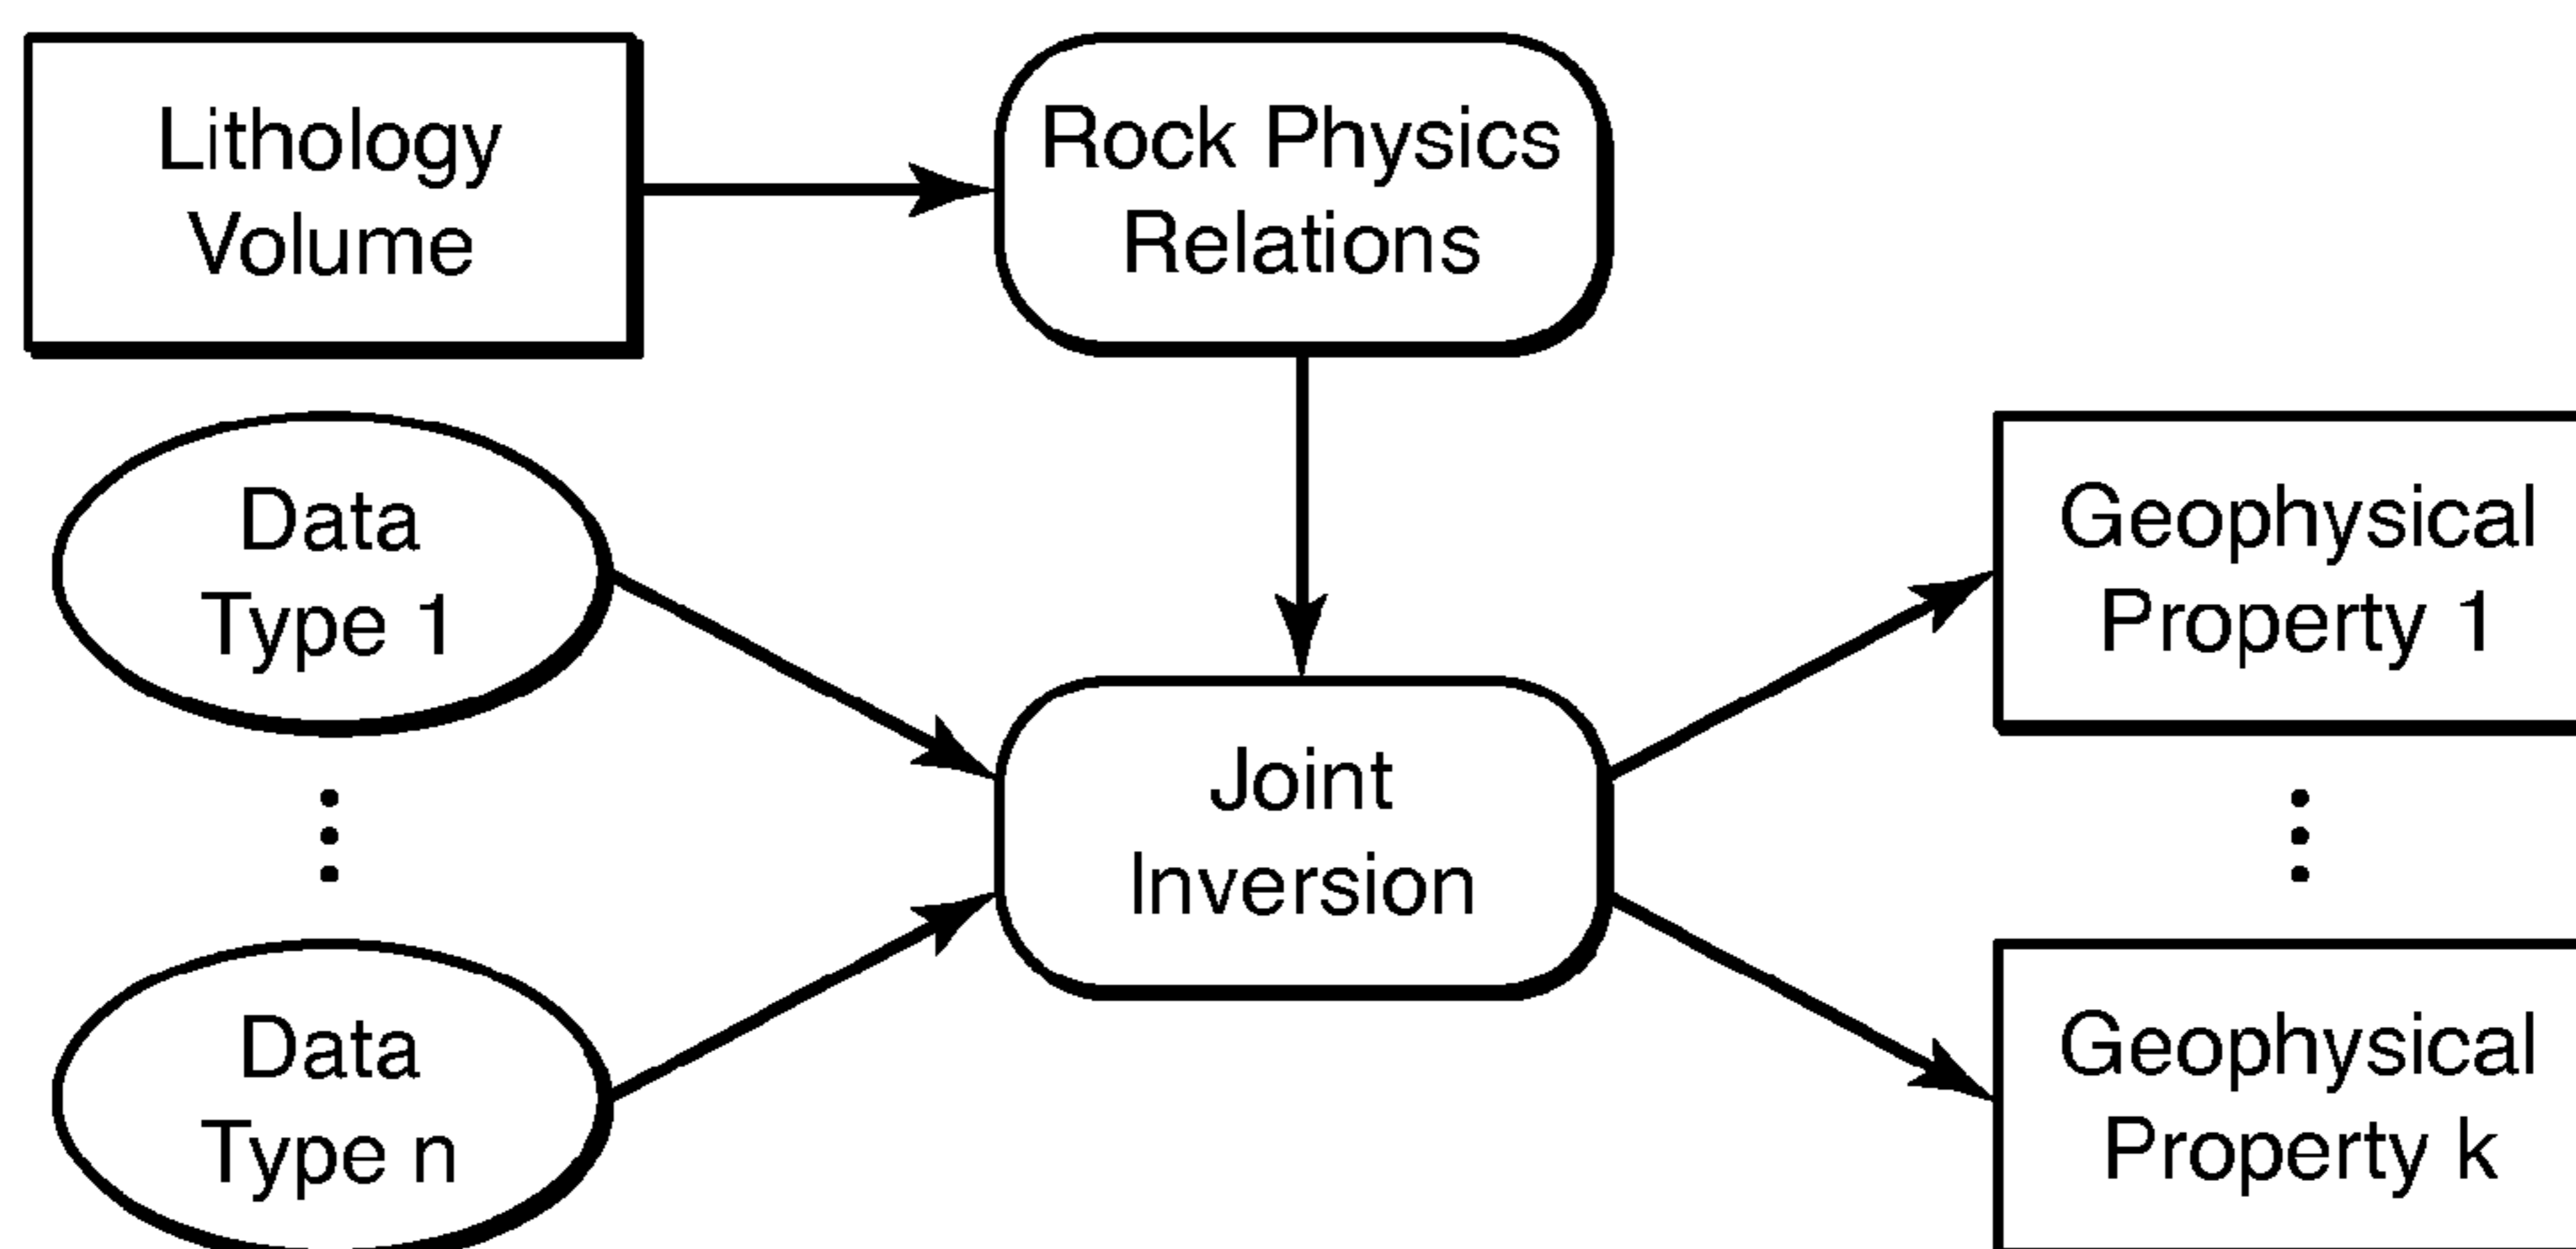 Lithology
Volume
Rock Physics
Relations
Data
Type 1
Geophysical
Property 1
Joint
Inversion
Data
Type n
Geophysical
Property k